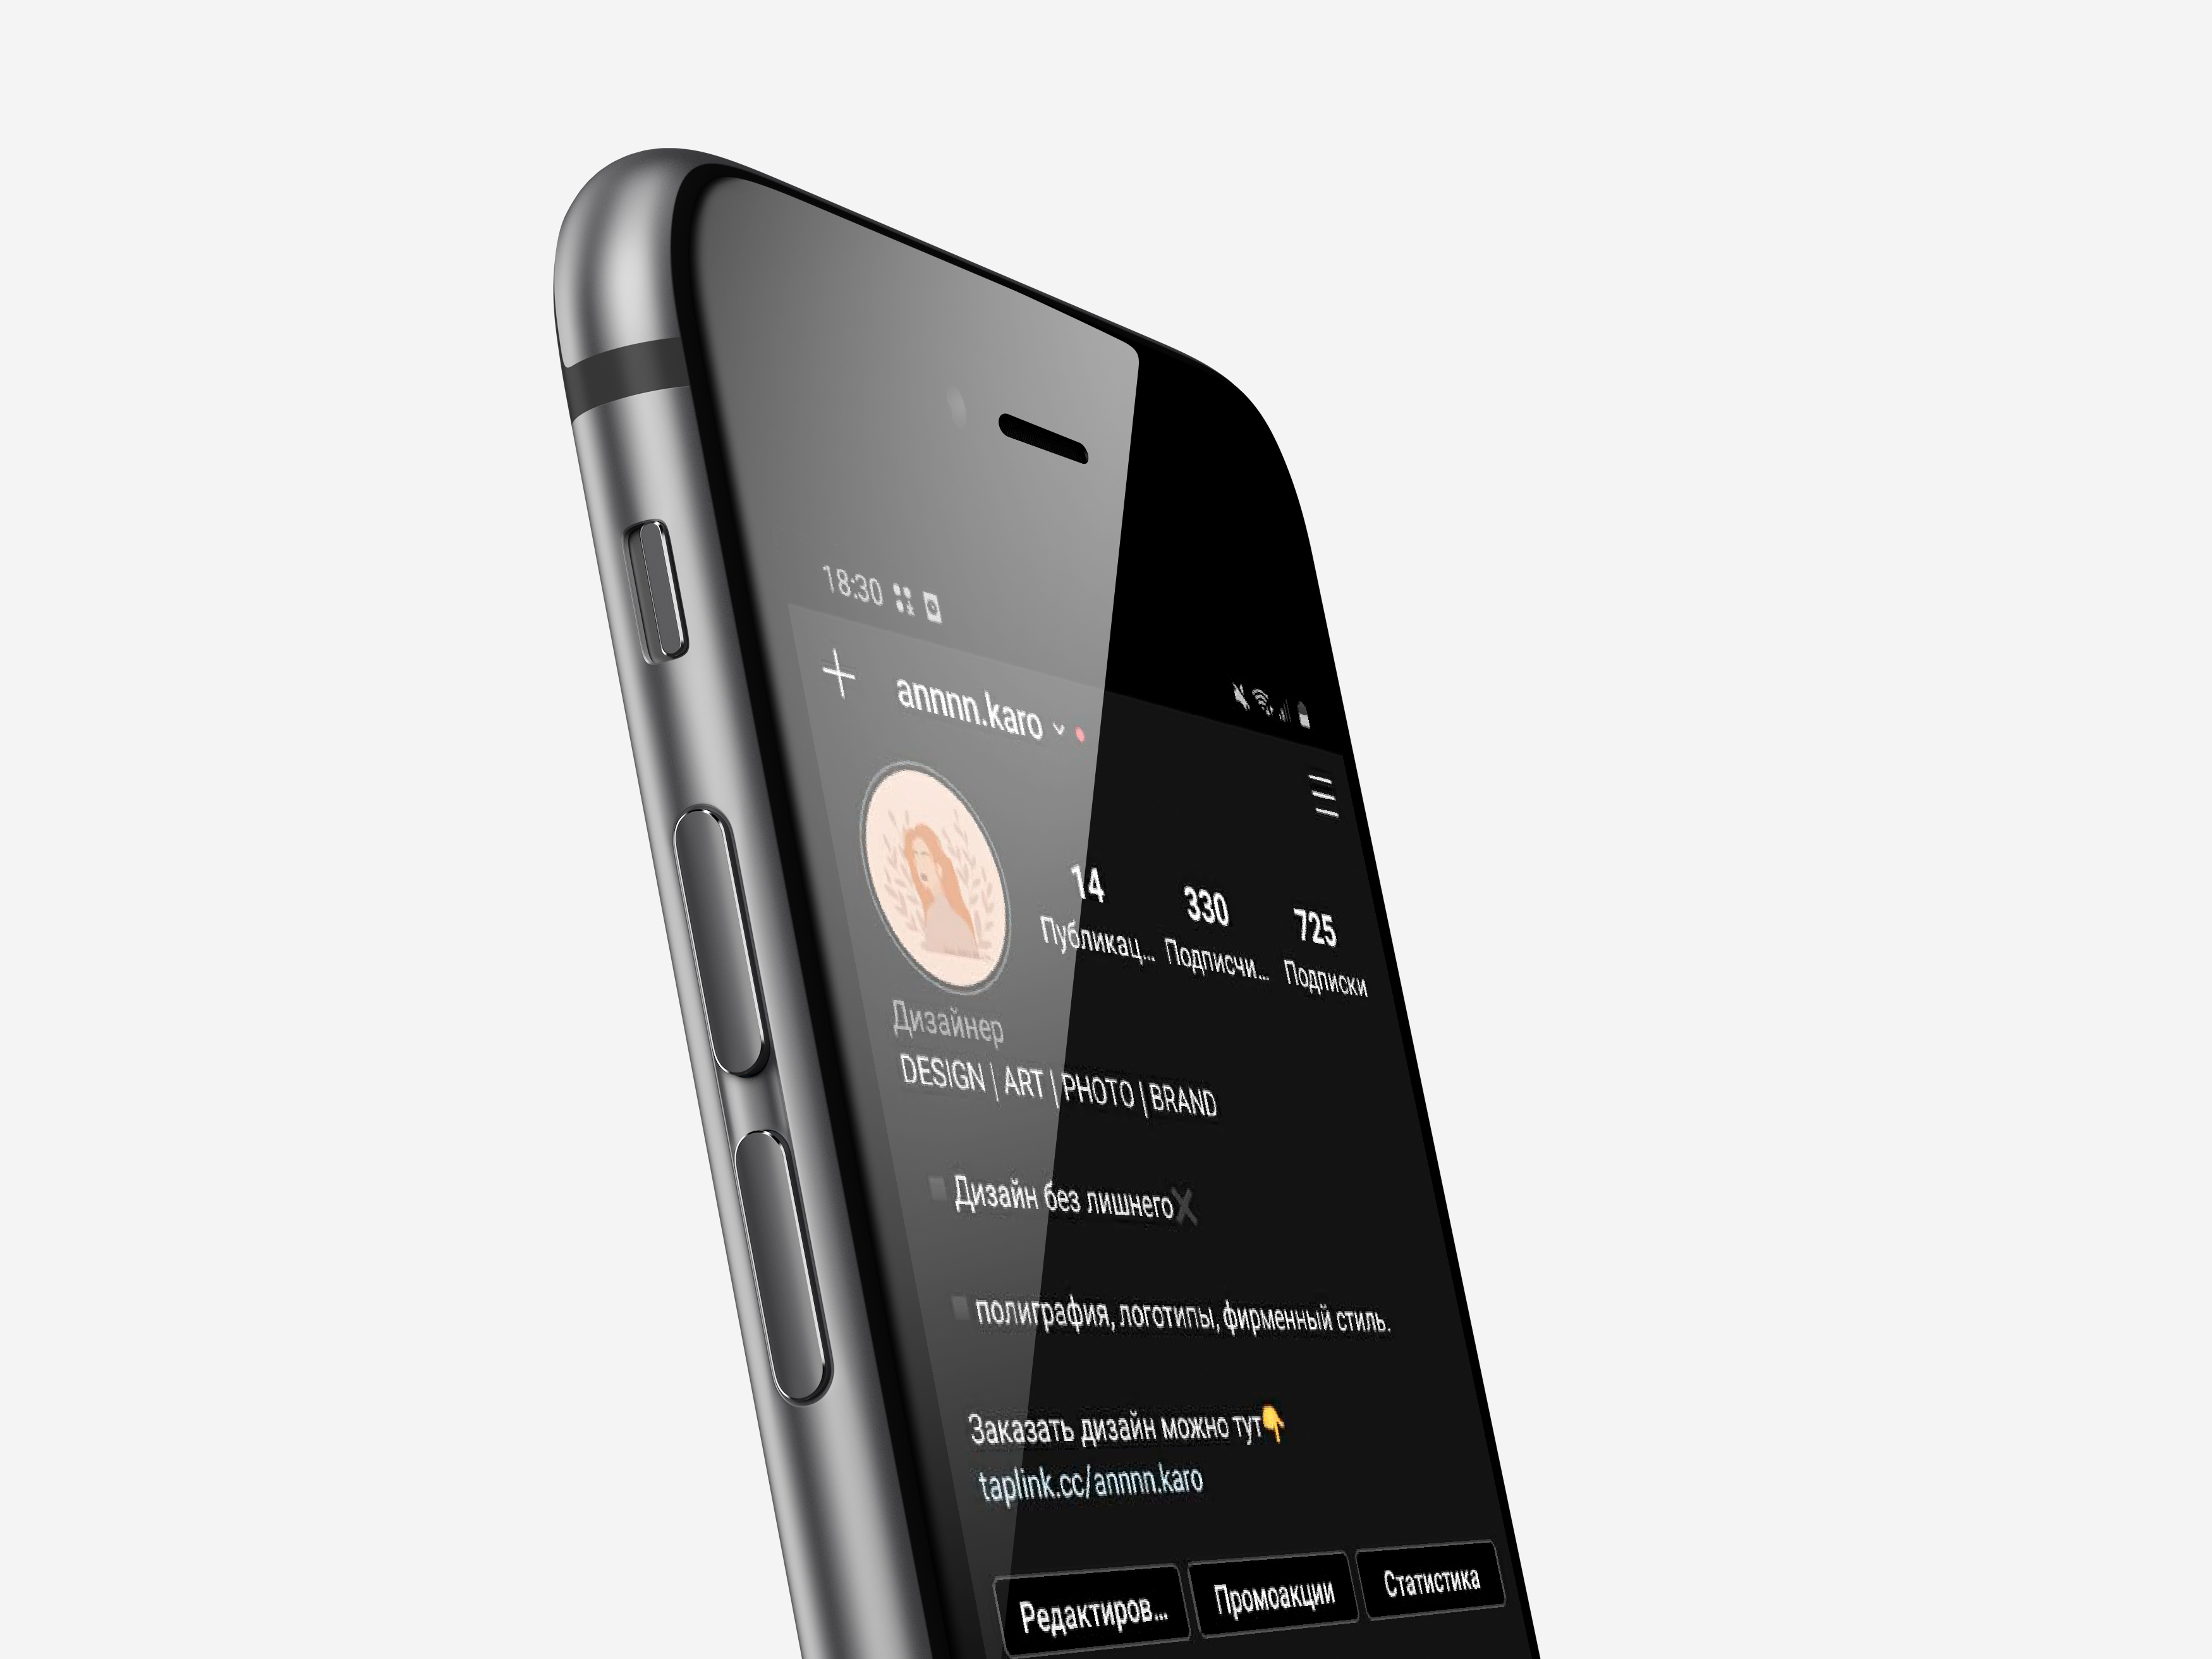 18:30
annnn.karo
14 330 725
Публикац... Подписчи... Подписки
Дизайнер
DESIGN | ART | PHOTO | BRAND
Дизайн без лишнего
полиграфия, логотипы, фирменный стиль.
Заказать дизайн можно тут👇
taplink.cc/annnn.karo
Редактиров... Промоакции Статистика